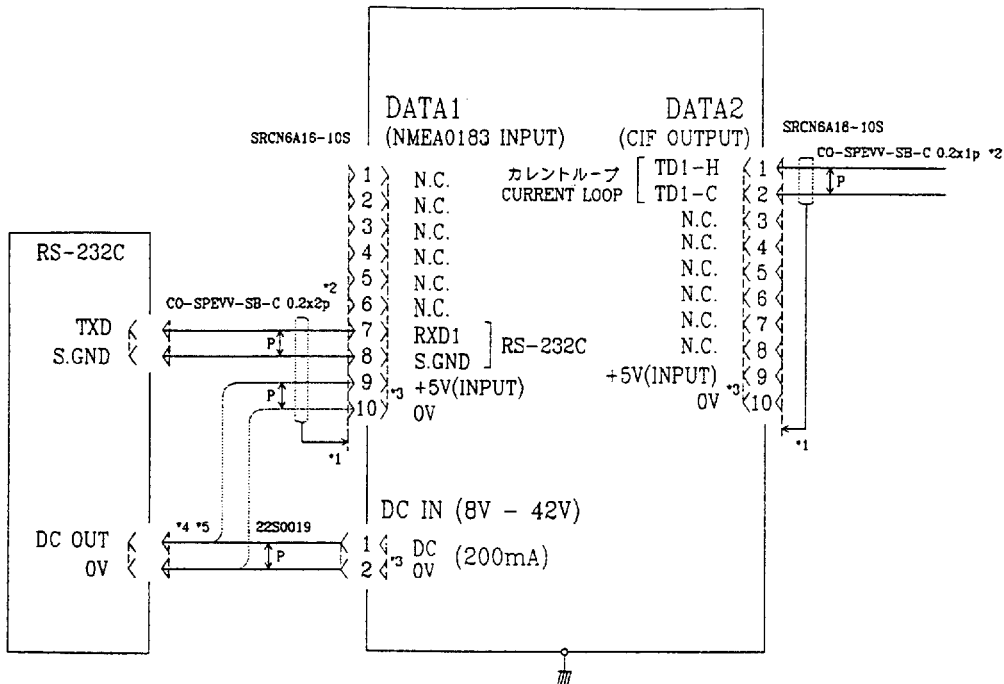 DATA1
(NMEA0183 INPUT)
SRCN6A16-10S
1 N.C.
2 N.C.
3 N.C.
4 N.C.
5 N.C.
6 N.C.
7 RXD1
8 S.GND
RS-232C
9 *3 +5V(INPUT)
10 0V
*1
DATA2
(CIF OUTPUT)
SRCN6A16-10S
CO-SPEVV-SB-C 0.2x1p *2
カレントループ
CURRENT LOOP
TD1-H 1
TD1-C 2
P
N.C. 3
N.C. 4
N.C. 5
N.C. 6
N.C. 7
N.C. 8
+5V(INPUT) 9
0V *3 10
*1
RS-232C
CO-SPEVV-SB-C 0.2x2p *2
TXD
S.GND
P
P
DC OUT
0V
*4 *5
22S0019
P
DC IN (8V - 42V)
1 DC
2 *3 0V
(200mA)